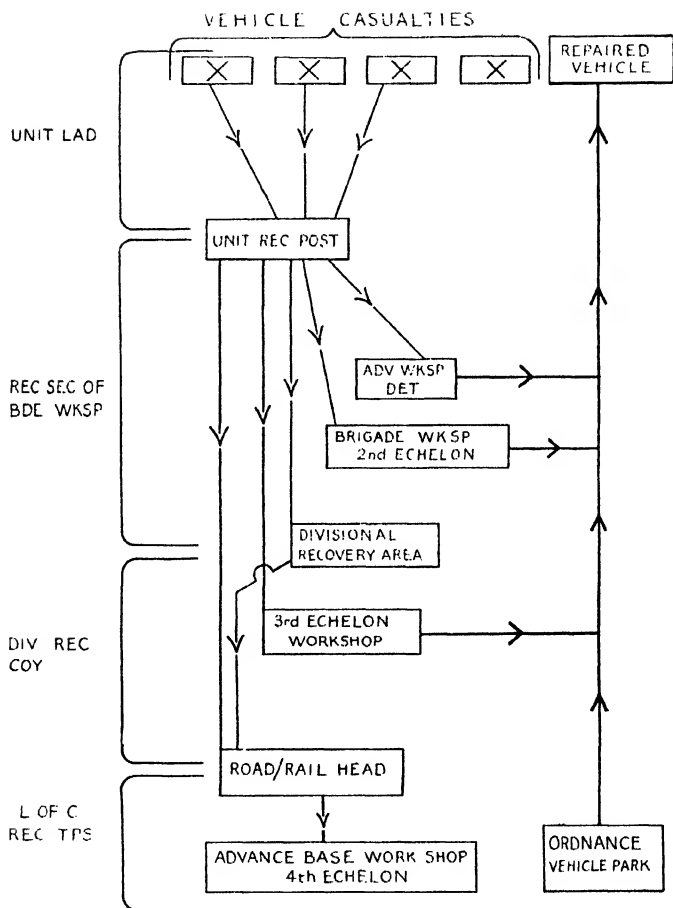 VEHICLE CASUALTIES
REPAIRED
VEHICLE
UNIT LAD
UNIT REC POST
ADV WKSP
DET
REC SEC OF
BDE WKSP
BRIGADE WKSP
2nd ECHELON
DIVISIONAL
RECOVERY AREA
3rd ECHELON
WORKSHOP
DIV REC
COY
ROAD/RAIL HEAD
L OF C
REC TPS
ADVANCE BASE WORK SHOP
4th ECHELON
ORDNANCE
VEHICLE PARK